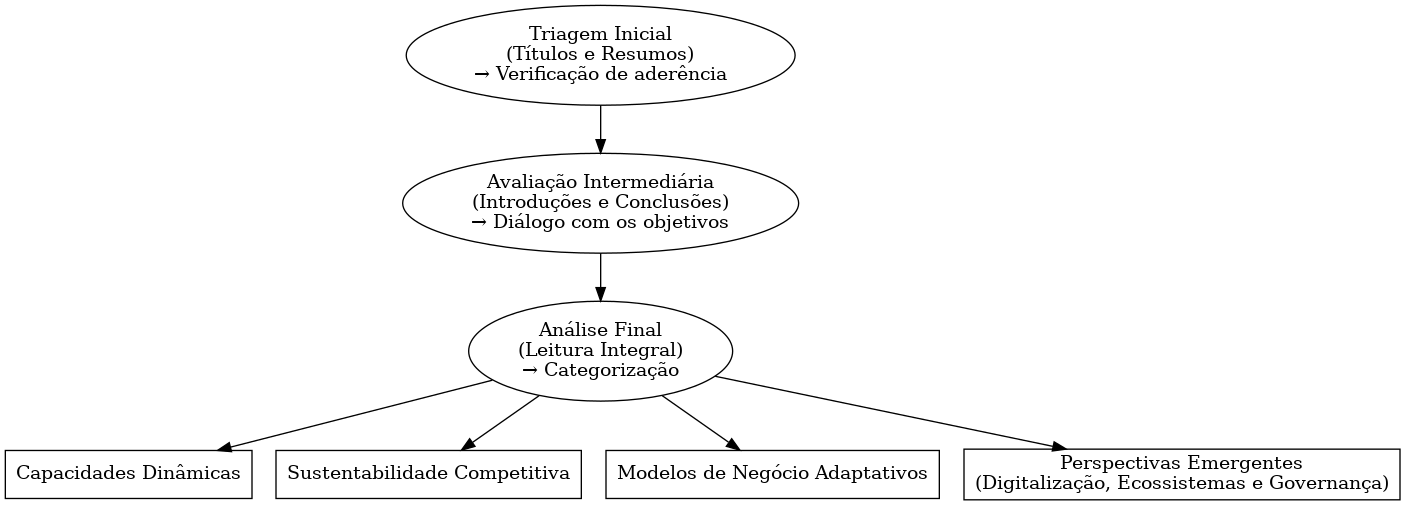 Triagem Inicial
(Títulos e Resumos)
→ Verificação de aderência
Avaliação Intermediária
(Introduções e Conclusões)
→ Diálogo com os objetivos
Análise Final
(Leitura Integral)
→ Categorização
Capacidades Dinâmicas
Sustentabilidade Competitiva
Modelos de Negócio Adaptativos
Perspectivas Emergentes
(Digitalização, Ecossistemas e Governança)